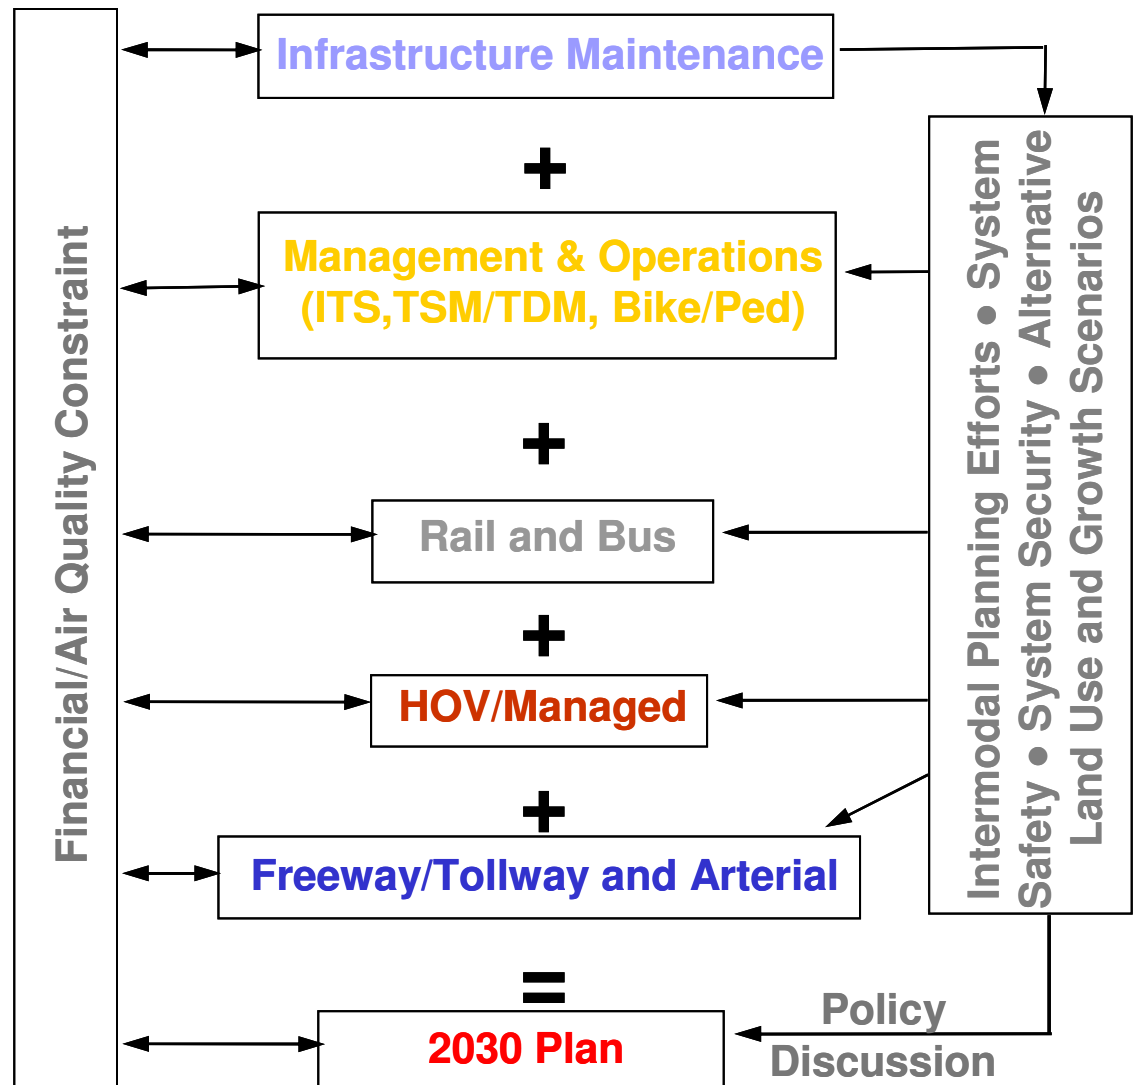 Financial/Air Quality Constraint
Infrastructure Maintenance
+
Management & Operations
(ITS,TSM/TDM, Bike/Ped)
+
Rail and Bus
+
HOV/Managed
+
Freeway/Tollway and Arterial
=
2030 Plan
Intermodal Planning Efforts ● System
Safety ● System Security ● Alternative
Land Use and Growth Scenarios
Policy
Discussion